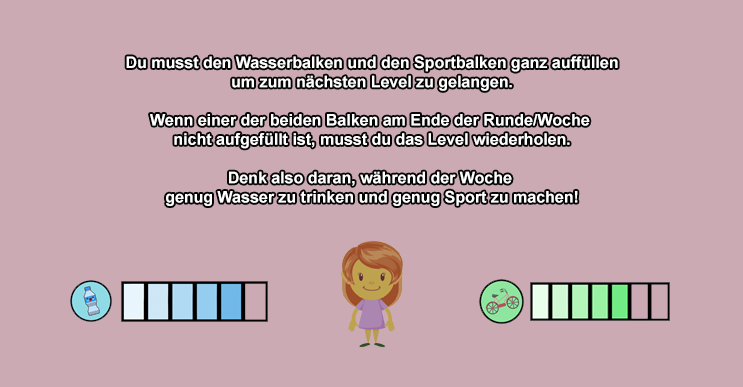 Du musst den Wasserbalken und den Sportbalken ganz auffüllen
um zum nächsten Level zu gelangen.
Wenn einer der beiden Balken am Ende der Runde/Woche
nicht aufgefüllt ist, musst du das Level wiederholen.
Denk also daran, während der Woche
genug Wasser zu trinken und genug Sport zu machen!